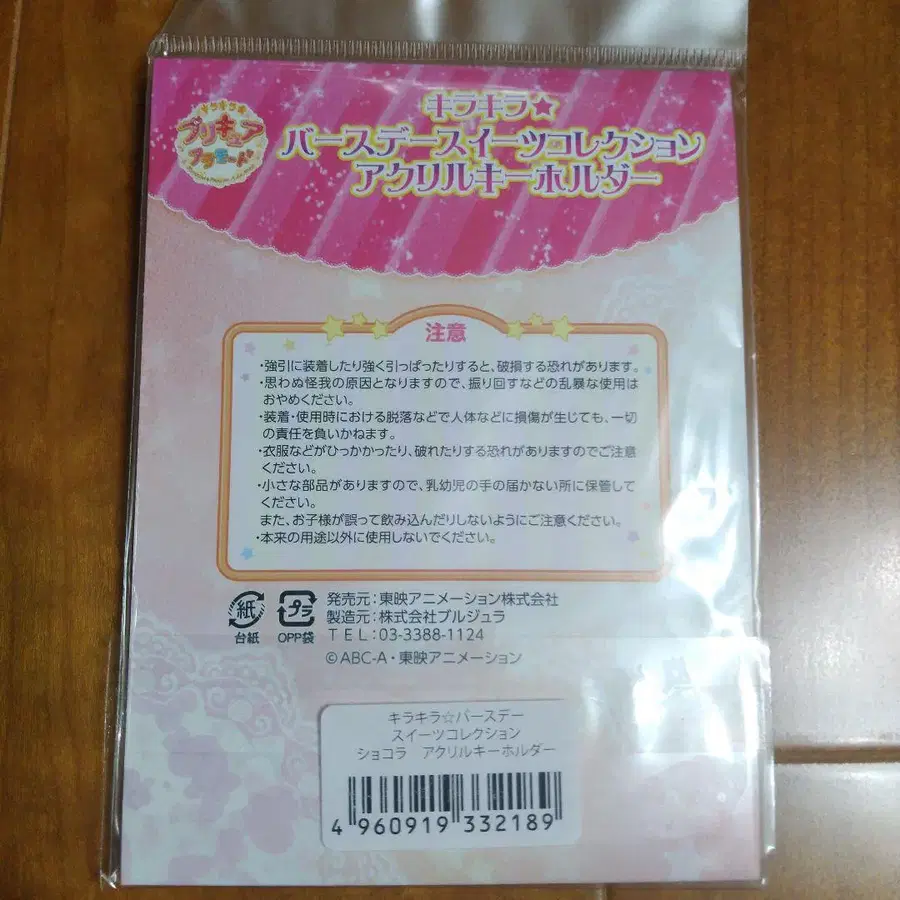 キラキラ☆
プリキュア
アラモード
キラキラ☆
バースデースイーツコレクション
アクリルキーホルダー
注意
・強引に装着したり強く引っぱったりすると、破損する恐れがあります。
・思わぬ怪我の原因となりますので、振り回すなどの乱暴な使用は
おやめください。
・装着・使用時における脱落などで人体などに損傷が生じても、一切
の責任を負いかねます。
・衣服などがひっかかったり、破れたりする恐れがありますのでご注意
ください。
・小さな部品がありますので、乳幼児の手の届かない所に保管して
ください。
また、お子様が誤って飲み込んだりしないようにご注意ください。
・本来の用途以外に使用しないでください。
紙
台紙
プラ
OPP袋
発売元：東映アニメーション株式会社
製造元：株式会社ブルジュラ
TEL：03-3388-1124
©ABC-A・東映アニメーション
キラキラ☆バースデー
スイーツコレクション
ショコラ　アクリルキーホルダー
4 960919 332189